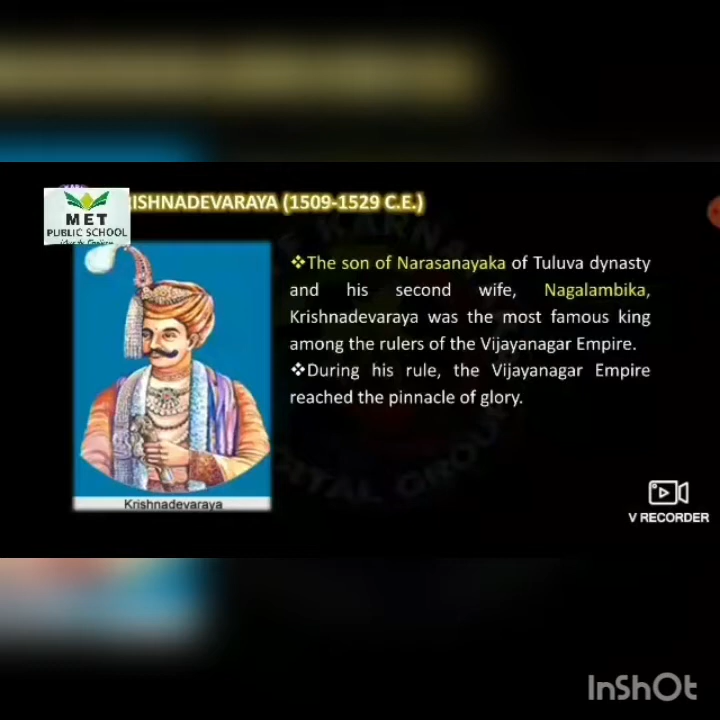 RISHNADEVARAYA (1509-1529 C.E.)
MET
PUBLIC SCHOOL
❖The son of Narasanayaka of Tuluva dynasty
and his second wife, Nagalambika,
Krishnadevaraya was the most famous king
among the rulers of the Vijayanagar Empire.
❖During his rule, the Vijayanagar Empire
reached the pinnacle of glory.
Krishnadevaraya
V RECORDER
InShOt